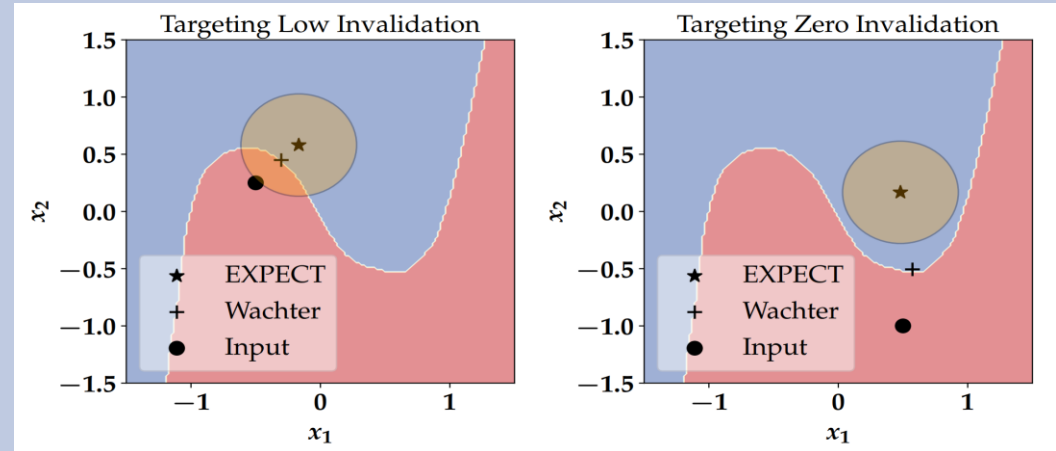 Targeting Low Invalidation
1.5
1.0
0.5
0.0
−0.5
−1.0
−1.5
x2
EXPECT
Wachter
Input
−1
0
1
x1
Targeting Zero Invalidation
1.5
1.0
0.5
0.0
−0.5
−1.0
−1.5
x2
EXPECT
Wachter
Input
−1
0
1
x1